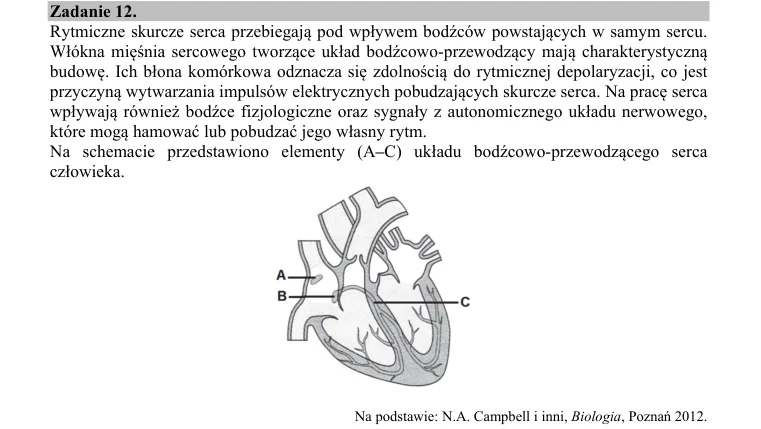 Zadanie 12.
Rytmiczne skurcze serca przebiegają pod wpływem bodźców powstających w samym sercu.
Włókna mięśnia sercowego tworzące układ bodźcowo-przewodzący mają charakterystyczną
budowę. Ich błona komórkowa odznacza się zdolnością do rytmicznej depolaryzacji, co jest
przyczyną wytwarzania impulsów elektrycznych pobudzających skurcze serca. Na pracę serca
wpływają również bodźce fizjologiczne oraz sygnały z autonomicznego układu nerwowego,
które mogą hamować lub pobudzać jego własny rytm.
Na schemacie przedstawiono elementy (A–C) układu bodźcowo-przewodzącego serca
człowieka.
A
B
C
Na podstawie: N.A. Campbell i inni, Biologia, Poznań 2012.